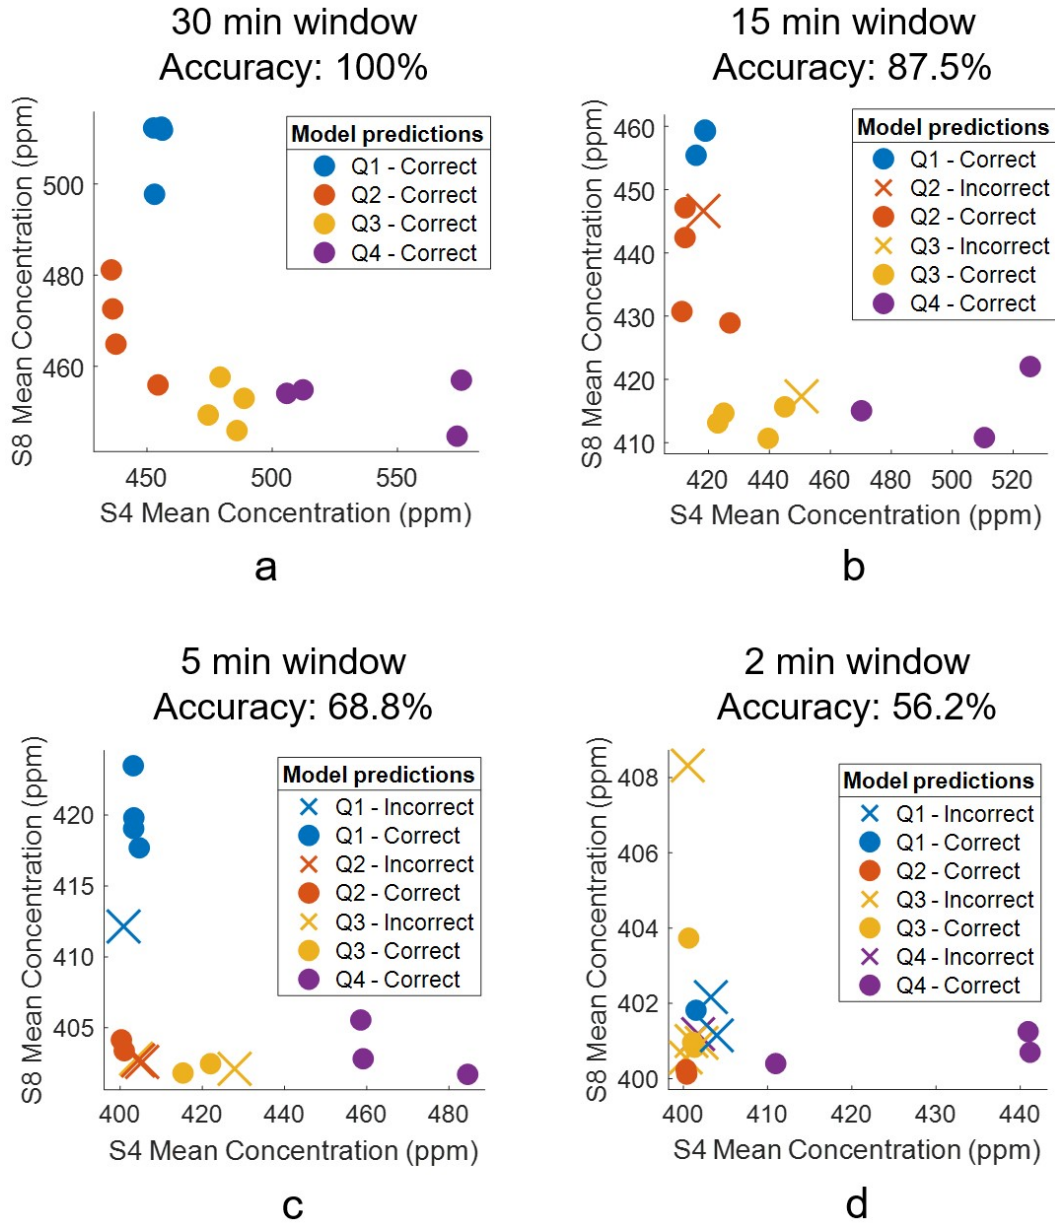 30 min window
Accuracy: 100%
S8 Mean Concentration (ppm)
500
480
460
450
500
550
S4 Mean Concentration (ppm)
Model predictions
Q1 - Correct
Q2 - Correct
Q3 - Correct
Q4 - Correct
a
15 min window
Accuracy: 87.5%
S8 Mean Concentration (ppm)
460
450
440
430
420
410
420
440
460
480
500
520
S4 Mean Concentration (ppm)
Model predictions
Q1 - Correct
Q2 - Incorrect
Q2 - Correct
Q3 - Incorrect
Q3 - Correct
Q4 - Correct
b
5 min window
Accuracy: 68.8%
S8 Mean Concentration (ppm)
420
415
410
405
400
420
440
460
480
S4 Mean Concentration (ppm)
Model predictions
Q1 - Incorrect
Q1 - Correct
Q2 - Incorrect
Q2 - Correct
Q3 - Incorrect
Q3 - Correct
Q4 - Correct
c
2 min window
Accuracy: 56.2%
S8 Mean Concentration (ppm)
408
406
404
402
400
400
410
420
430
440
S4 Mean Concentration (ppm)
Model predictions
Q1 - Incorrect
Q1 - Correct
Q2 - Correct
Q3 - Incorrect
Q3 - Correct
Q4 - Incorrect
Q4 - Correct
d